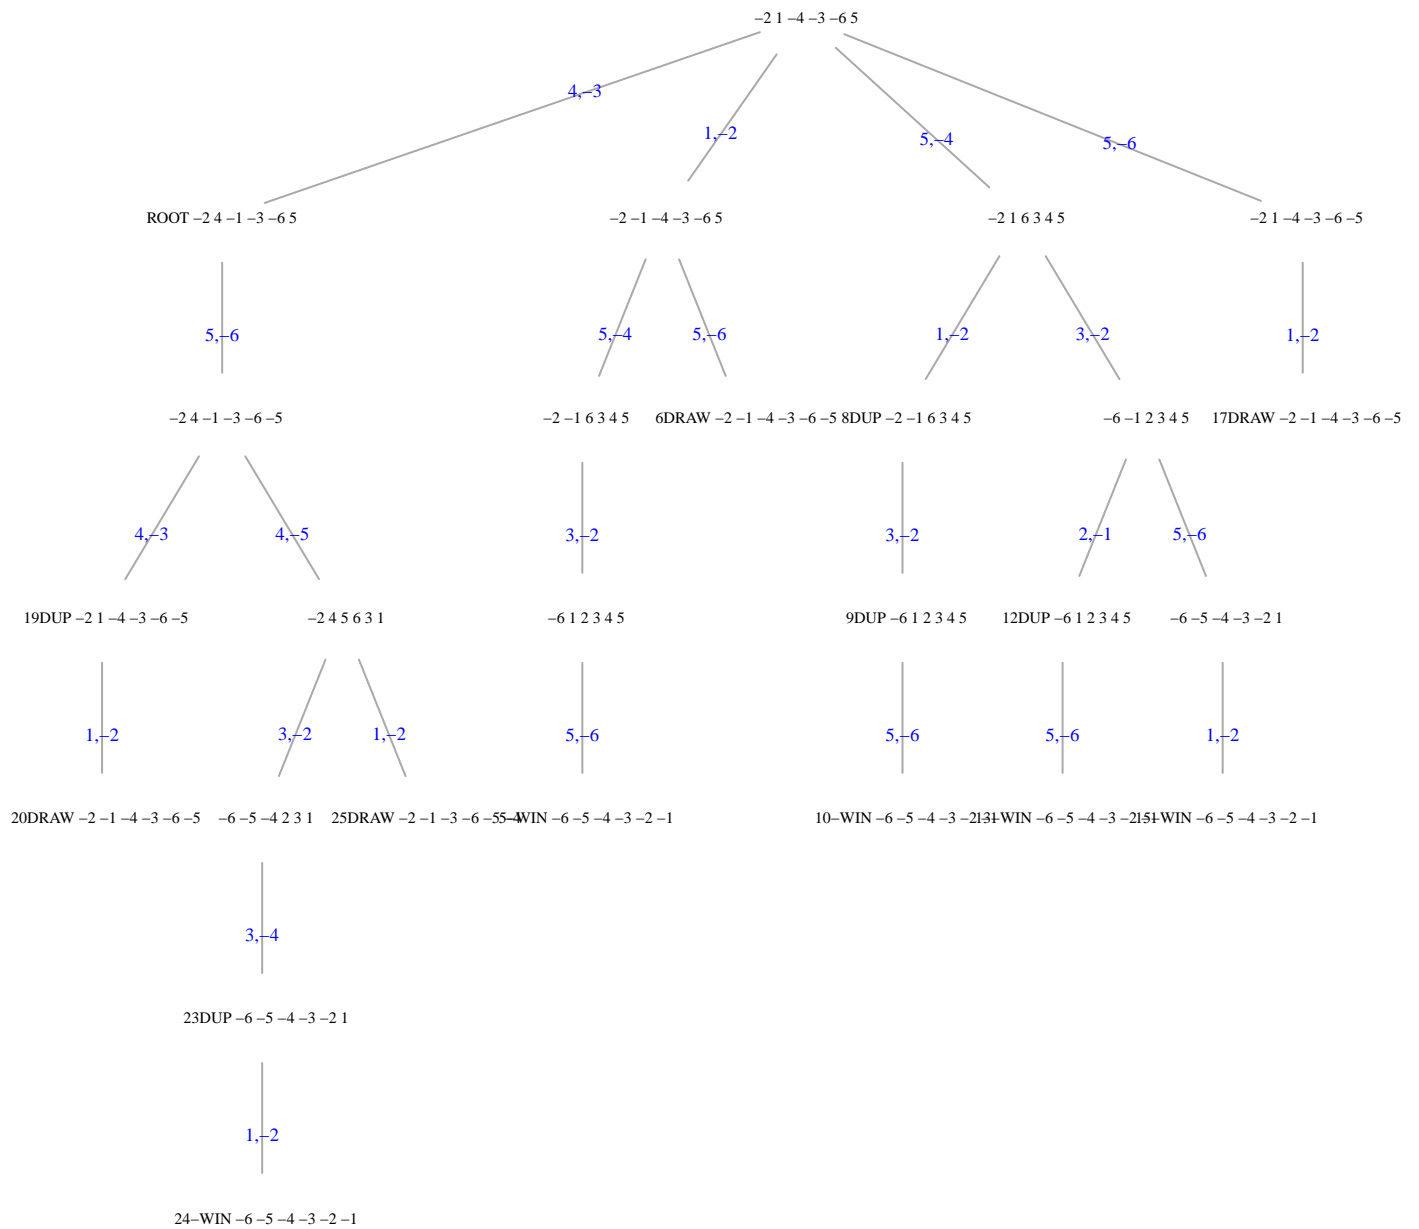 –2 1 –4 –3 –6 5
4,–3
1,–2
5,–4
5,–6
ROOT –2 4 –1 –3 –6 5
–2 –1 –4 –3 –6 5
–2 1 6 3 4 5
–2 1 –4 –3 –6 –5
5,–6
5,–4
5,–6
1,–2
3,–2
1,–2
–2 4 –1 –3 –6 –5
–2 –1 6 3 4 5
6DRAW –2 –1 –4 –3 –6 –5
8DUP –2 –1 6 3 4 5
–6 –1 2 3 4 5
17DRAW –2 –1 –4 –3 –6 –5
4,–3
4,–5
3,–2
3,–2
2,–1
5,–6
19DUP –2 1 –4 –3 –6 –5
–2 4 5 6 3 1
–6 1 2 3 4 5
9DUP –6 1 2 3 4 5
12DUP –6 1 2 3 4 5
–6 –5 –4 –3 –2 1
1,–2
3,–2
1,–2
5,–6
5,–6
5,–6
1,–2
20DRAW –2 –1 –4 –3 –6 –5
–6 –5 –4 2 3 1
25DRAW –2 –1 –3 –6 –5 –4
5–WIN –6 –5 –4 –3 –2 –1
10–WIN –6 –5 –4 –3 –2 –1
13–WIN –6 –5 –4 –3 –2 –1
15–WIN –6 –5 –4 –3 –2 –1
3,–4
23DUP –6 –5 –4 –3 –2 1
1,–2
24–WIN –6 –5 –4 –3 –2 –1